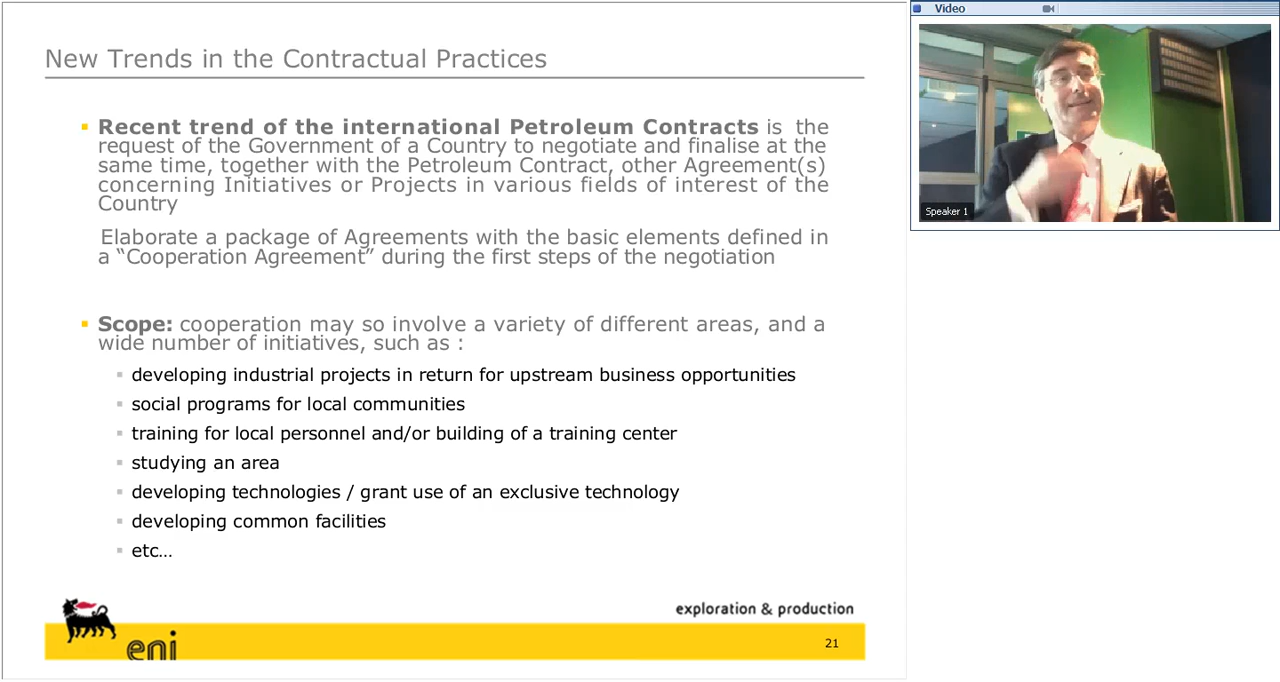 New Trends in the Contractual Practices
Recent trend of the international Petroleum Contracts is the
request of the Government of a Country to negotiate and finalise at the
same time, together with the Petroleum Contract, other Agreement(s)
concerning Initiatives or Projects in various fields of interest of the
Country
Elaborate a package of Agreements with the basic elements defined in
a “Cooperation Agreement” during the first steps of the negotiation
Scope: cooperation may so involve a variety of different areas, and a
wide number of initiatives, such as :
developing industrial projects in return for upstream business opportunities
social programs for local communities
training for local personnel and/or building of a training center
studying an area
developing technologies / grant use of an exclusive technology
developing common facilities
etc…
exploration & production
eni
21
Video
Speaker 1